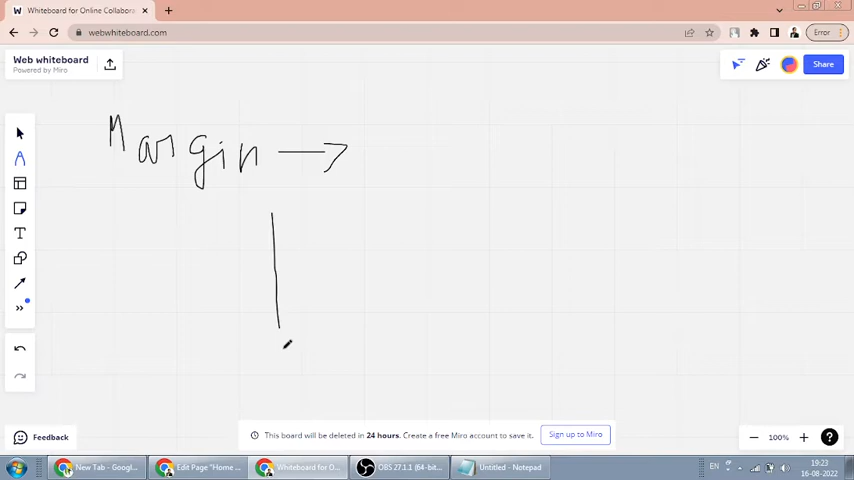 Whiteboard for Online Collabora
webwhiteboard.com
Error
Web whiteboard
Powered by Miro
Share
Margin →
This board will be deleted in 24 hours. Create a free Miro account to save it.
Sign up to Miro
Feedback
100%
?
New Tab - Googl...
Edit Page "Home ...
Whiteboard for O...
OBS 27.1.1 (64-bit...
Untitled - Notepad
EN
19:23
16-08-2022